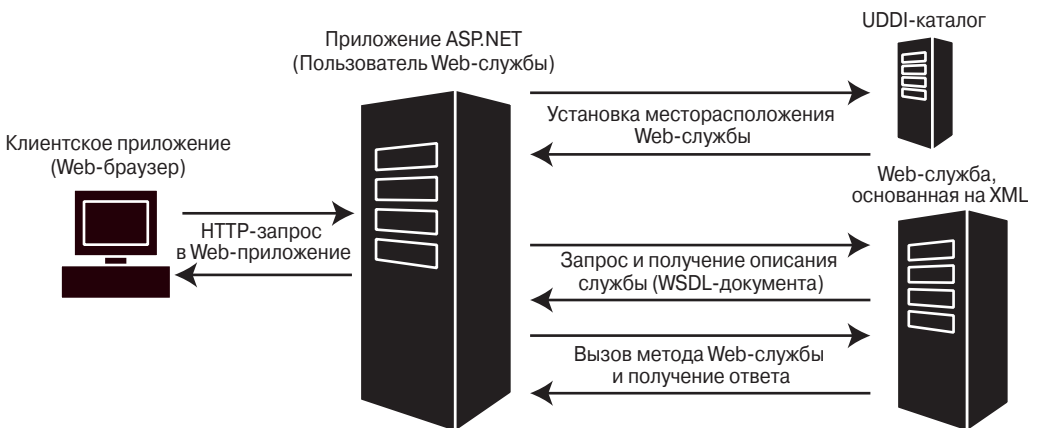 UDDI-каталог
Приложение ASP.NET
(Пользователь Web-службы)
Установка месторасположения
Web-службы
Клиентское приложение
(Web-браузер)
Web-служба,
основанная на XML
HTTP-запрос
в Web-приложение
Запрос и получение описания
службы (WSDL-документа)
Вызов метода Web-службы
и получение ответа